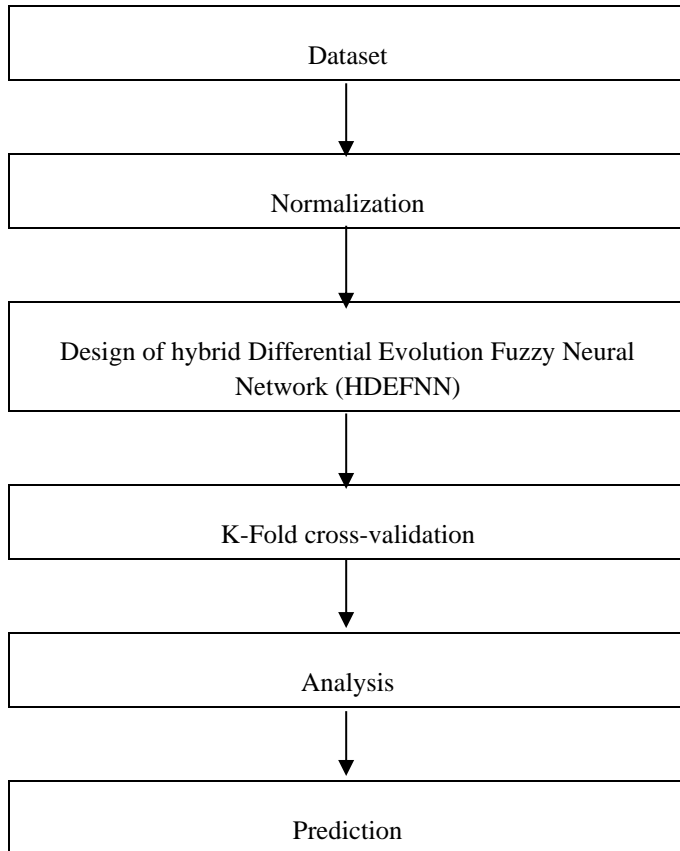 Dataset
Normalization
Design of hybrid Differential Evolution Fuzzy Neural
Network (HDEFNN)
K-Fold cross-validation
Analysis
Prediction